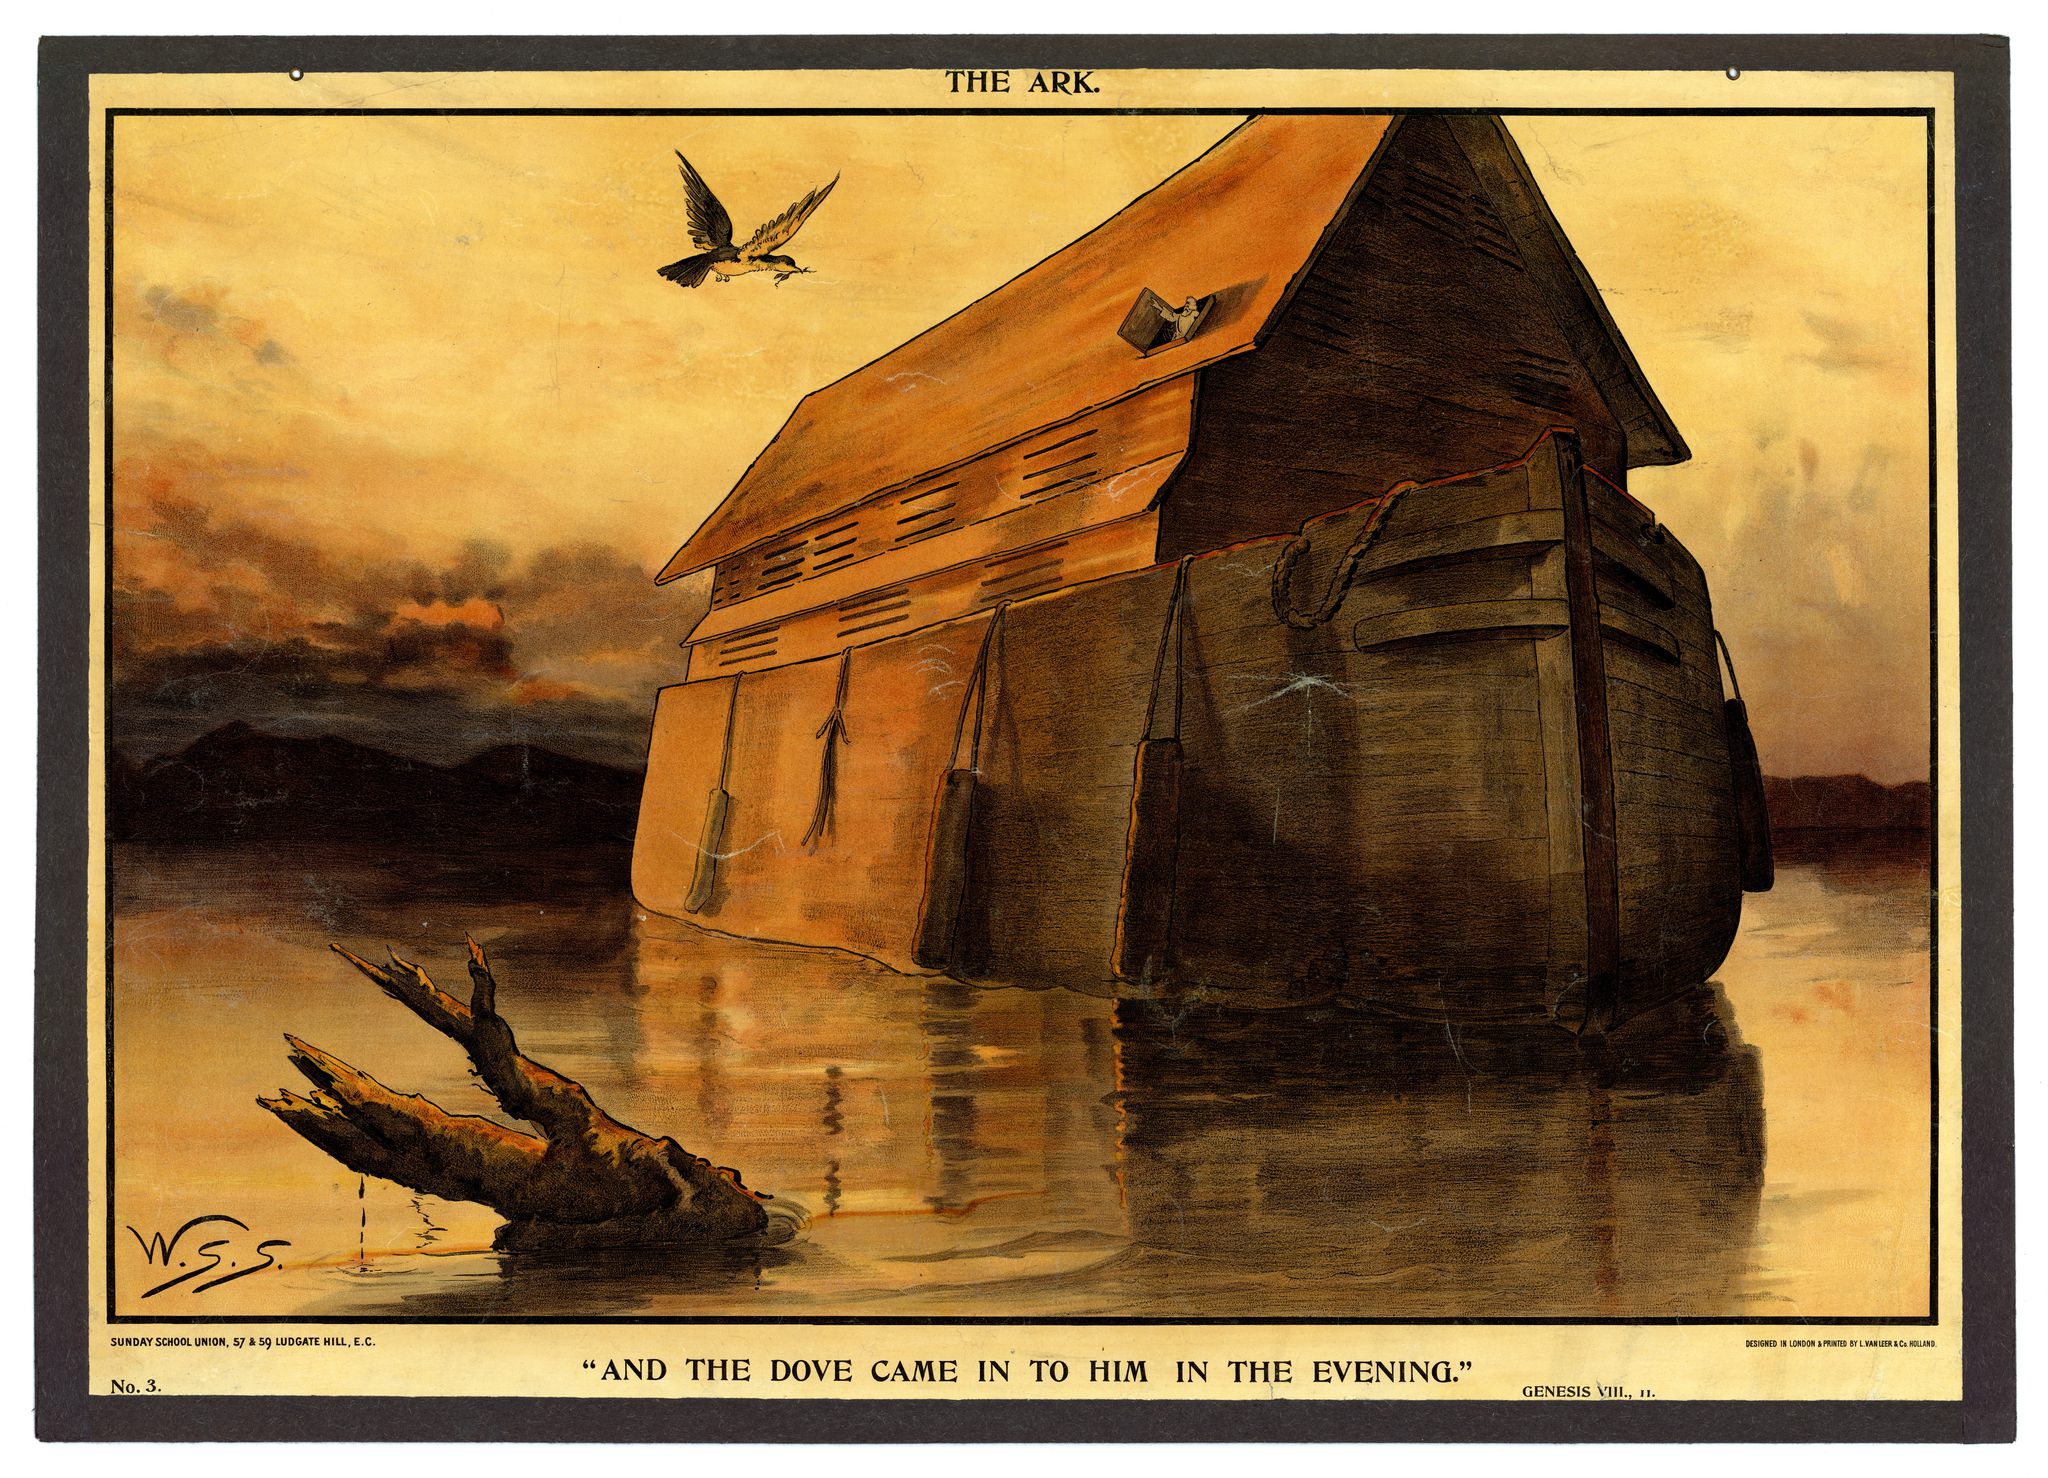 THE ARK.
W.S.S.
SUNDAY SCHOOL UNION, 57 & 59 LUDGATE HILL, E.C.
DESIGNED IN LONDON & PRINTED BY L. VAN LEER & Co. HOLLAND.
"AND THE DOVE CAME IN TO HIM IN THE EVENING."
No. 3.
GENESIS VIII., 11.